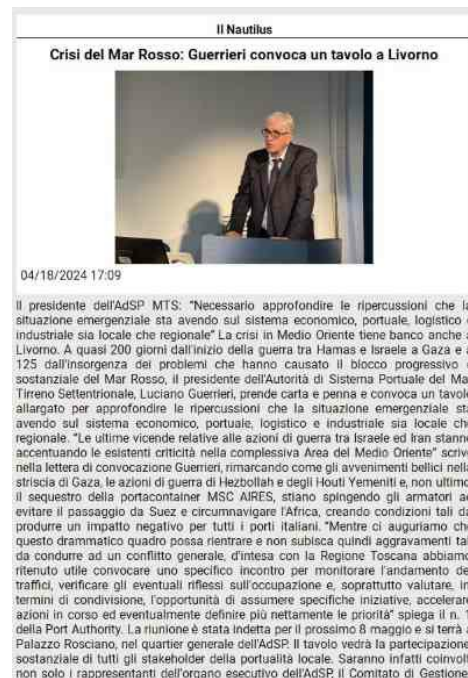 Il Nautilus
Crisi del Mar Rosso: Guerrieri convoca un tavolo a Livorno
04/18/2024 17:09
Il presidente dell'AdSP MTS: "Necessario approfondire le ripercussioni che la
situazione emergenziale sta avendo sul sistema economico, portuale, logistico
industriale sia locale che regionale" La crisi in Medio Oriente tiene banco anche
Livorno. A quasi 200 giorni dall'inizio della guerra tra Hamas e Israele a Gaza e
125 dall'insorgenza dei problemi che hanno causato il blocco progressivo
sostanziale del Mar Rosso, il presidente dell'Autorità di Sistema Portuale del Ma
Tirreno Settentrionale, Luciano Guerrieri, prende carta e penna e convoca un tavolo
allargato per approfondire le ripercussioni che la situazione emergenziale sta
avendo sul sistema economico, portuale, logistico e industriale sia locale che
regionale. "Le ultime vicende relative alle azioni di guerra tra Israele ed Iran stanno
accentuando le esistenti criticità nella complessiva Area del Medio Oriente" scrive
nella lettera di convocazione Guerrieri, rimarcando come gli avvenimenti bellici nella
striscia di Gaza, le azioni di guerra di Hezbollah e degli Houti Yemeniti e, non ultimo
il sequestro della portacontainer MSC AIRES, stiano spingendo gli armatori ad
evitare il passaggio da Suez e circumnavigare l'Africa, creando condizioni tali da
produrre un impatto negativo per tutti i porti italiani. "Mentre ci auguriamo che
questo drammatico quadro possa rientrare e non subisca quindi aggravamenti tal
da condurre ad un conflitto generale, d'intesa con la Regione Toscana abbiamo
ritenuto utile convocare uno specifico incontro per monitorare l'andamento de
traffici, verificare gli eventuali riflessi sull'occupazione e, soprattutto valutare, in
termini di condivisione, l'opportunità di assumere specifiche iniziative, accelerare
azioni in corso ed eventualmente definire più nettamente le priorità" spiega il n. 1
della Port Authority. La riunione è stata indetta per il prossimo 8 maggio e si terrà
Palazzo Rosciano, nel quartier generale dell'AdSP. Il tavolo vedrà la partecipazione
sostanziale di tutti gli stakeholder della portualità locale. Saranno infatti coinvolt
non solo i rappresentanti dell'organo esecutivo dell'AdSP, il Comitato di Gestione